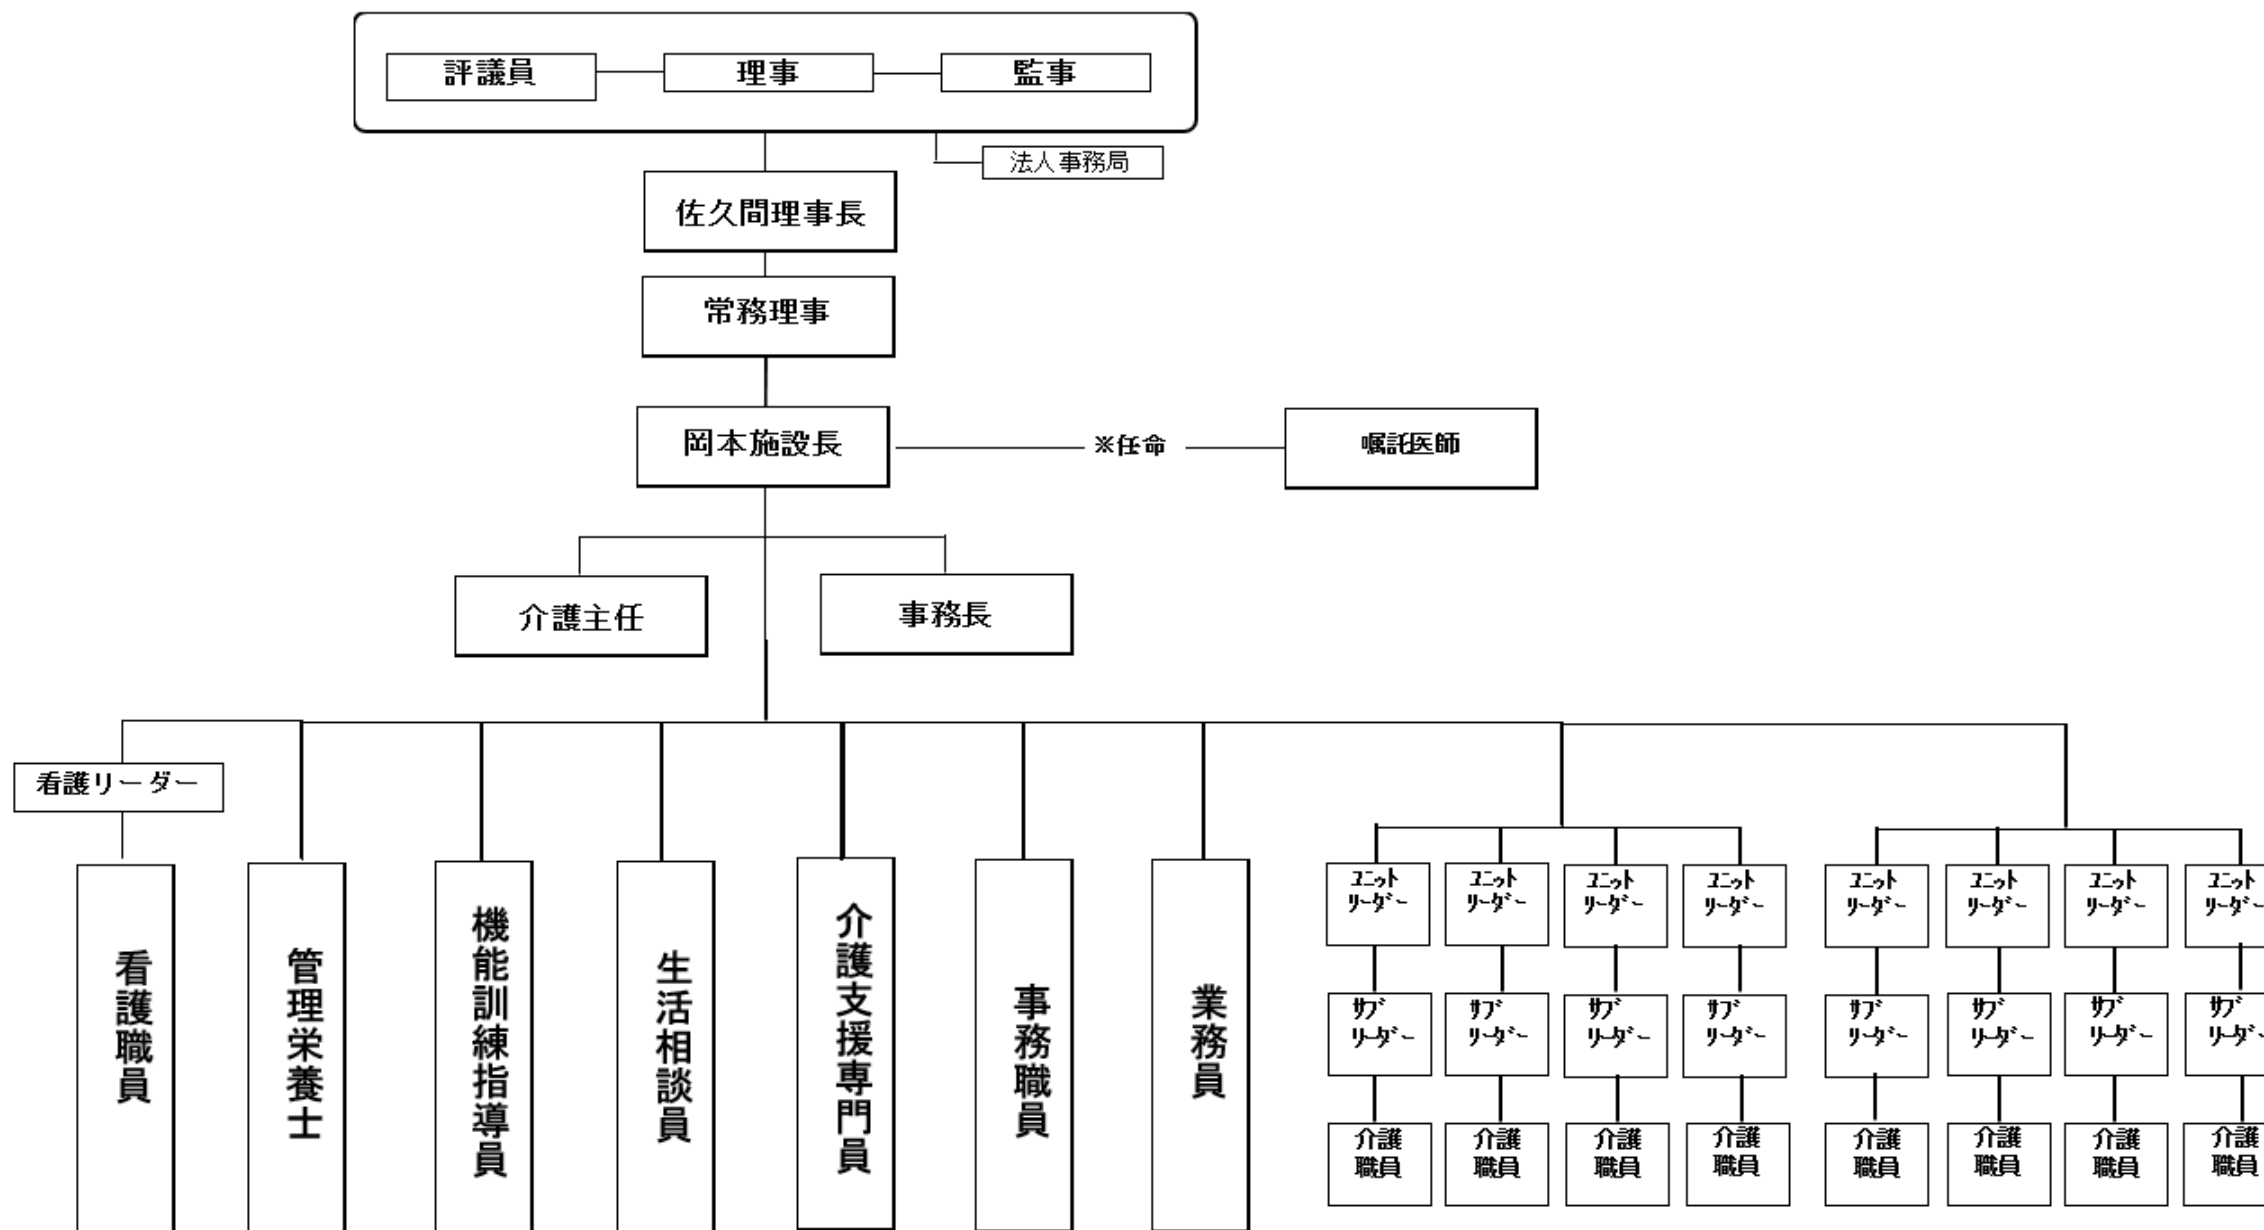 評議員
理事
監事
法人事務局
佐久間理事長
常務理事
岡本施設長
※任命
嘱託医師
介護主任
事務長
看護リーダー
看護職員
管理栄養士
機能訓練指導員
生活相談員
介護支援専門員
事務職員
業務員
ﾕﾆｯﾄ
ﾘｰﾀﾞｰ
ﾕﾆｯﾄ
ﾘｰﾀﾞｰ
ﾕﾆｯﾄ
ﾘｰﾀﾞｰ
ﾕﾆｯﾄ
ﾘｰﾀﾞｰ
ﾕﾆｯﾄ
ﾘｰﾀﾞｰ
ﾕﾆｯﾄ
ﾘｰﾀﾞｰ
ﾕﾆｯﾄ
ﾘｰﾀﾞｰ
ﾕﾆｯﾄ
ﾘｰﾀﾞｰ
ｻﾌﾞ
ﾘｰﾀﾞｰ
ｻﾌﾞ
ﾘｰﾀﾞｰ
ｻﾌﾞ
ﾘｰﾀﾞｰ
ｻﾌﾞ
ﾘｰﾀﾞｰ
ｻﾌﾞ
ﾘｰﾀﾞｰ
ｻﾌﾞ
ﾘｰﾀﾞｰ
ｻﾌﾞ
ﾘｰﾀﾞｰ
ｻﾌﾞ
ﾘｰﾀﾞｰ
介護
職員
介護
職員
介護
職員
介護
職員
介護
職員
介護
職員
介護
職員
介護
職員